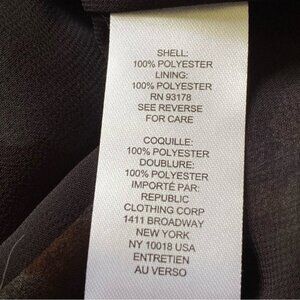 SHELL:
100% POLYESTER
LINING:
100% POLYESTER
RN 93178
SEE REVERSE
FOR CARE
COQUILLE:
100% POLYESTER
DOUBLURE:
100% POLYESTER
IMPORTÉ PAR:
REPUBLIC
CLOTHING CORP
1411 BROADWAY
NEW YORK
NY 10018 USA
ENTRETIEN
AU VERSO